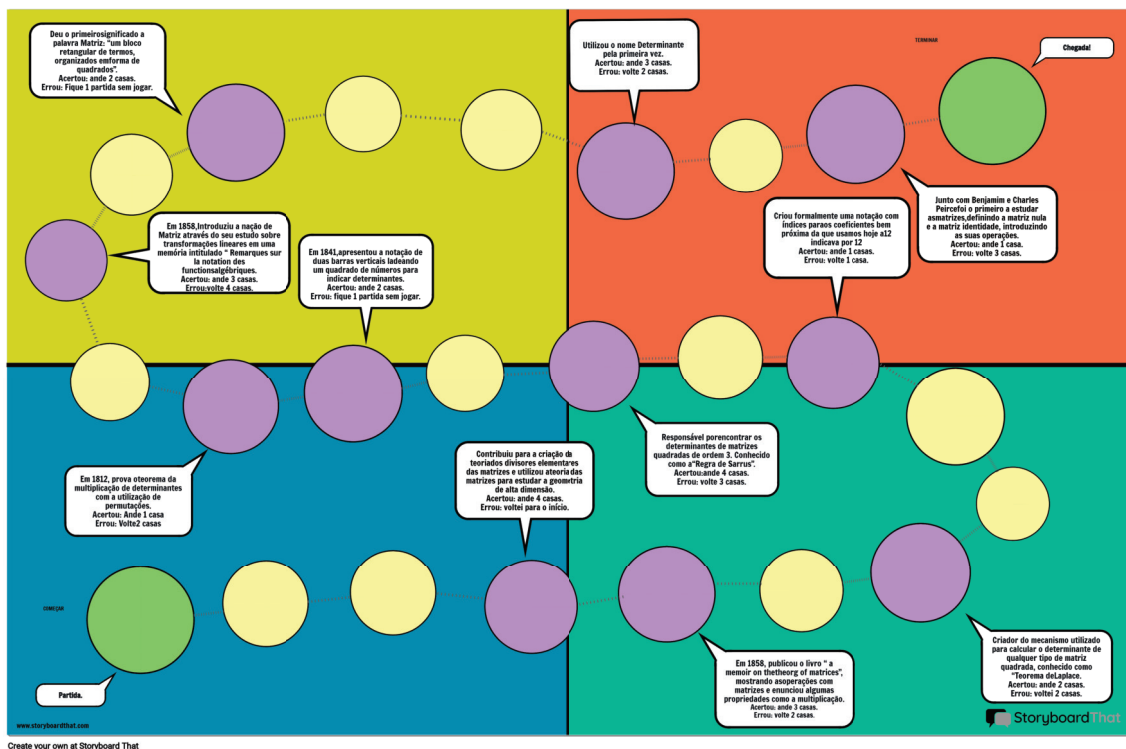 Deu o primeirosignificado a
palavra Matriz: “um bloco
retangular de termos,
organizados emforma de
quadrados”.
Acertou: ande 2 casas.
Errou: Fique 1 partida sem jogar.
Utilizou o nome Determinante
pela primeira vez.
Acertou: ande 3 casas.
Errou: volte 2 casas.
TERMINAR
Chegada!
Em 1858,Introduziu a nação de
Matriz através do seu estudo sobre
transformações lineares em uma
memória intitulado “ Remarques sur
la notation des
functionsalgébriques.
Acertou: ande 3 casas.
Errou:volte 4 casas.
Em 1841,apresentou a notação de
duas barras verticais ladeando
um quadrado de números para
indicar determinantes.
Acertou: ande 2 casas.
Errou: fique 1 partida sem jogar.
Criou formalmente uma notação com
índices paraos coeficientes bem
próxima da que usamos hoje a12
indicava por 12
Acertou: ande 1 casas.
Errou: volte 1 casa.
Junto com Benjamim e Charles
Peircefoi o primeiro a estudar
asmatrizes,definindo a matriz nula
e a matriz identidade, introduzindo
as suas operações.
Acertou: ande 1 casa.
Errou: volte 3 casas.
Em 1812, prova oteorema da
multiplicação de determinantes
com a utilização de
permutações.
Acertou: Ande 1 casa
Errou: Volte2 casas
Contribuiu para a criação da
teoriados divisores elementares
das matrizes e utilizou ateoriadas
matrizes para estudar a geometria
de alta dimensão.
Acertou: ande 4 casas.
Errou: voltei para o início.
Responsável porencontrar os
determinantes de matrizes
quadradas de ordem 3. Conhecido
como a“Regra de Sarrus”.
Acertou:ande 4 casas.
Errou: volte 3 casas.
COMEÇAR
Partida.
Em 1858, publicou o livro “ a
memoir on thetheorg of matrices”,
mostrando asoperações com
matrizes e enunciou algumas
propriedades como a multiplicação.
Acertou: ande 3 casas.
Errou: volte 2 casas.
Criador do mecanismo utilizado
para calcular o determinante de
qualquer tipo de matriz
quadrada, conhecido como
“Teorema deLaplace.
Acertou: ande 2 casas.
Errou: voltei 2 casas.
www.storyboardthat.com
StoryboardThat
Create your own at Storyboard That